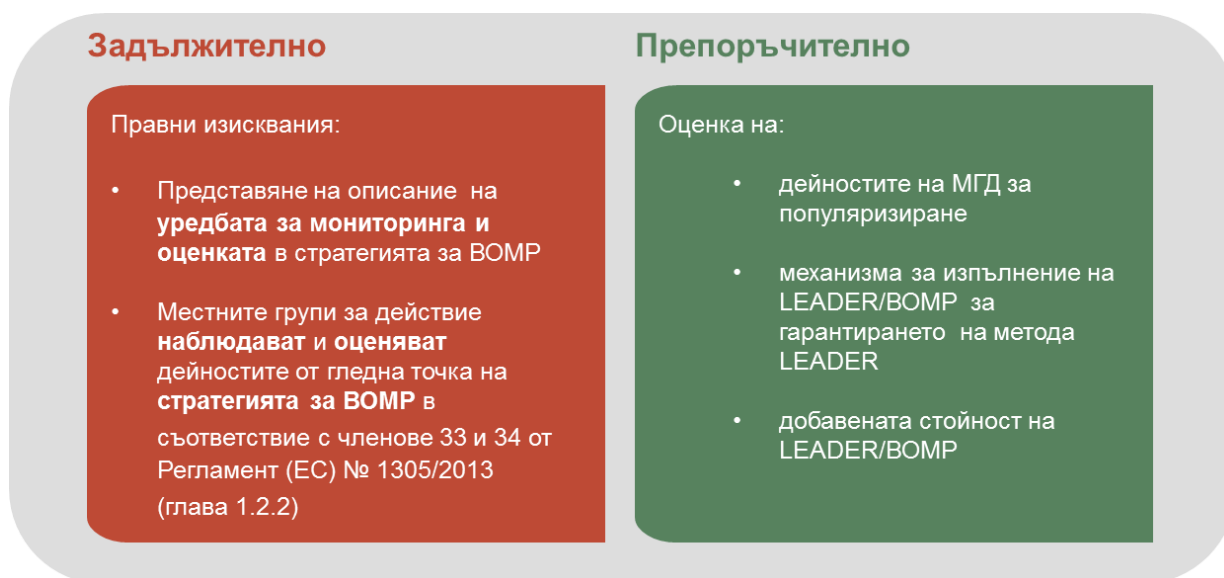 Задължително
Правни изисквания:
• Представяне на описание на
уредбата за мониторинга и
оценката в стратегията за ВОМР
• Местните групи за действие
наблюдават и оценяват
дейностите от гледна точка на
стратегията за ВОМР в
съответствие с членове 33 и 34 от
Регламент (ЕС) № 1305/2013
(глава 1.2.2)
Препоръчително
Оценка на:
• дейностите на МГД за
популяризиране
• механизма за изпълнение на
LEADER/ВОМР за
гарантирането на метода
LEADER
• добавената стойност на
LEADER/ВОМР